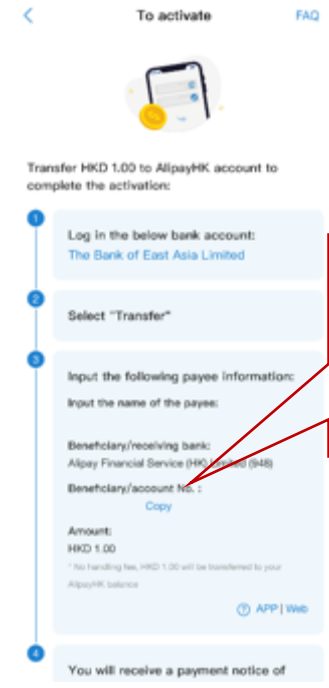 To activate
FAQ
Transfer HKD 1.00 to AlipayHK account to
complete the activation:
1
Log in the below bank account:
The Bank of East Asia Limited
2
Select "Transfer"
3
Input the following payee information:
Input the name of the payee:
Beneficiary/receiving bank:
Alipay Financial Service (HK) Limited (948)
Beneficiary/account No. :
Copy
Amount:
HKD 1.00
* No handling fee, HKD 1.00 will be transferred to your
AlipayHK balance
? APP | Web
4
You will receive a payment notice of